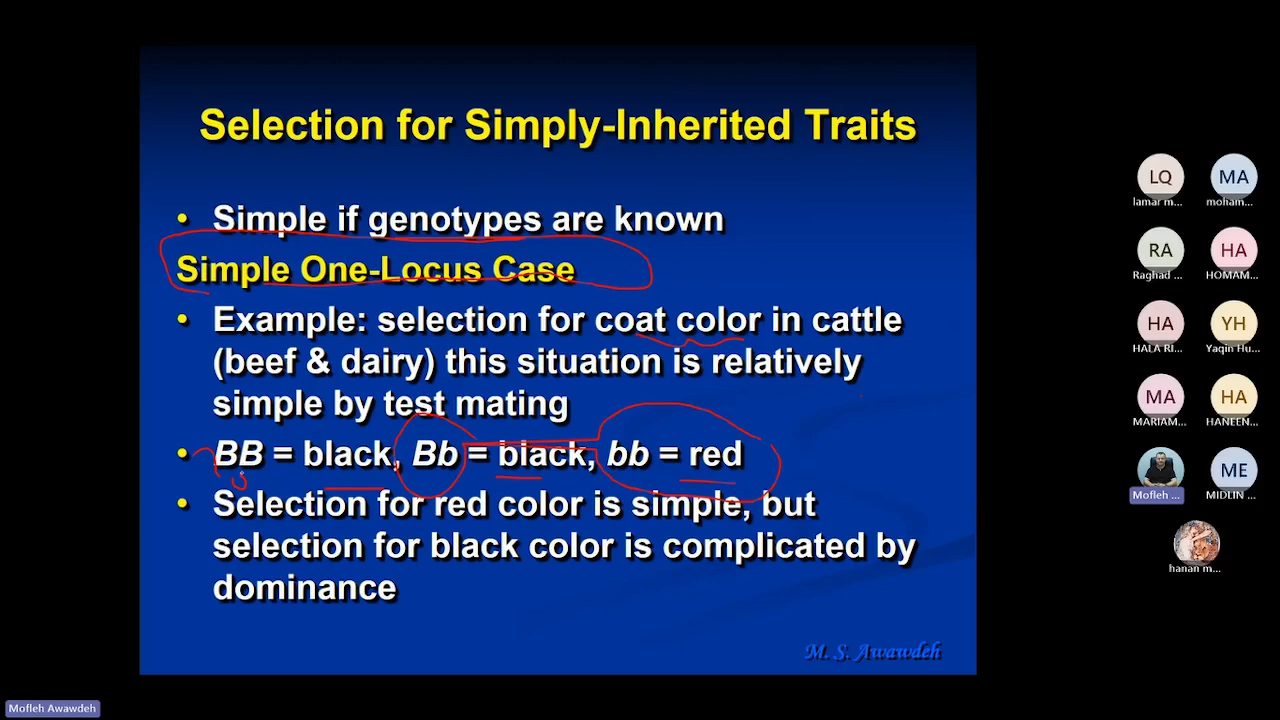 Selection for Simply-Inherited Traits
• Simple if genotypes are known
Simple One-Locus Case
• Example: selection for coat color in cattle
(beef & dairy) this situation is relatively
simple by test mating
• BB = black, Bb = black, bb = red
• Selection for red color is simple, but
selection for black color is complicated by
dominance
M. S. Awawdeh
LQ
lamar m...
MA
moham...
RA
Raghad ...
HA
HOMAM...
HA
HALA RI...
YH
Yaqin Hu...
MA
MARIAM...
HA
HANEEN...
Mofleh ...
ME
MIDLIN ...
hanan m...
Mofleh Awawdeh